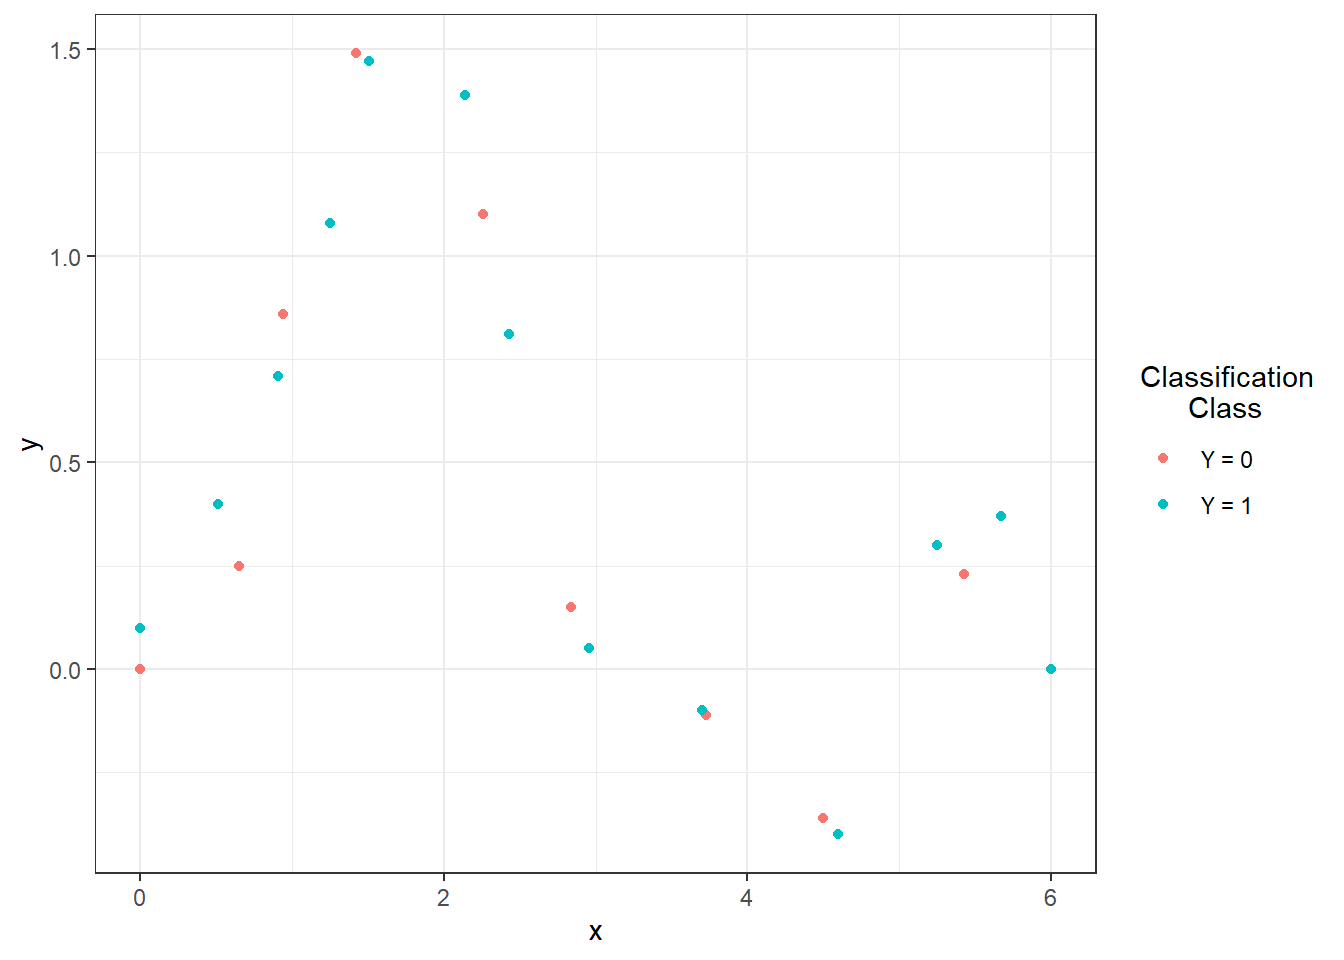 1.5
1.0
0.5
0.0
y
0
2
4
6
x
Classification
Class
Y = 0
Y = 1